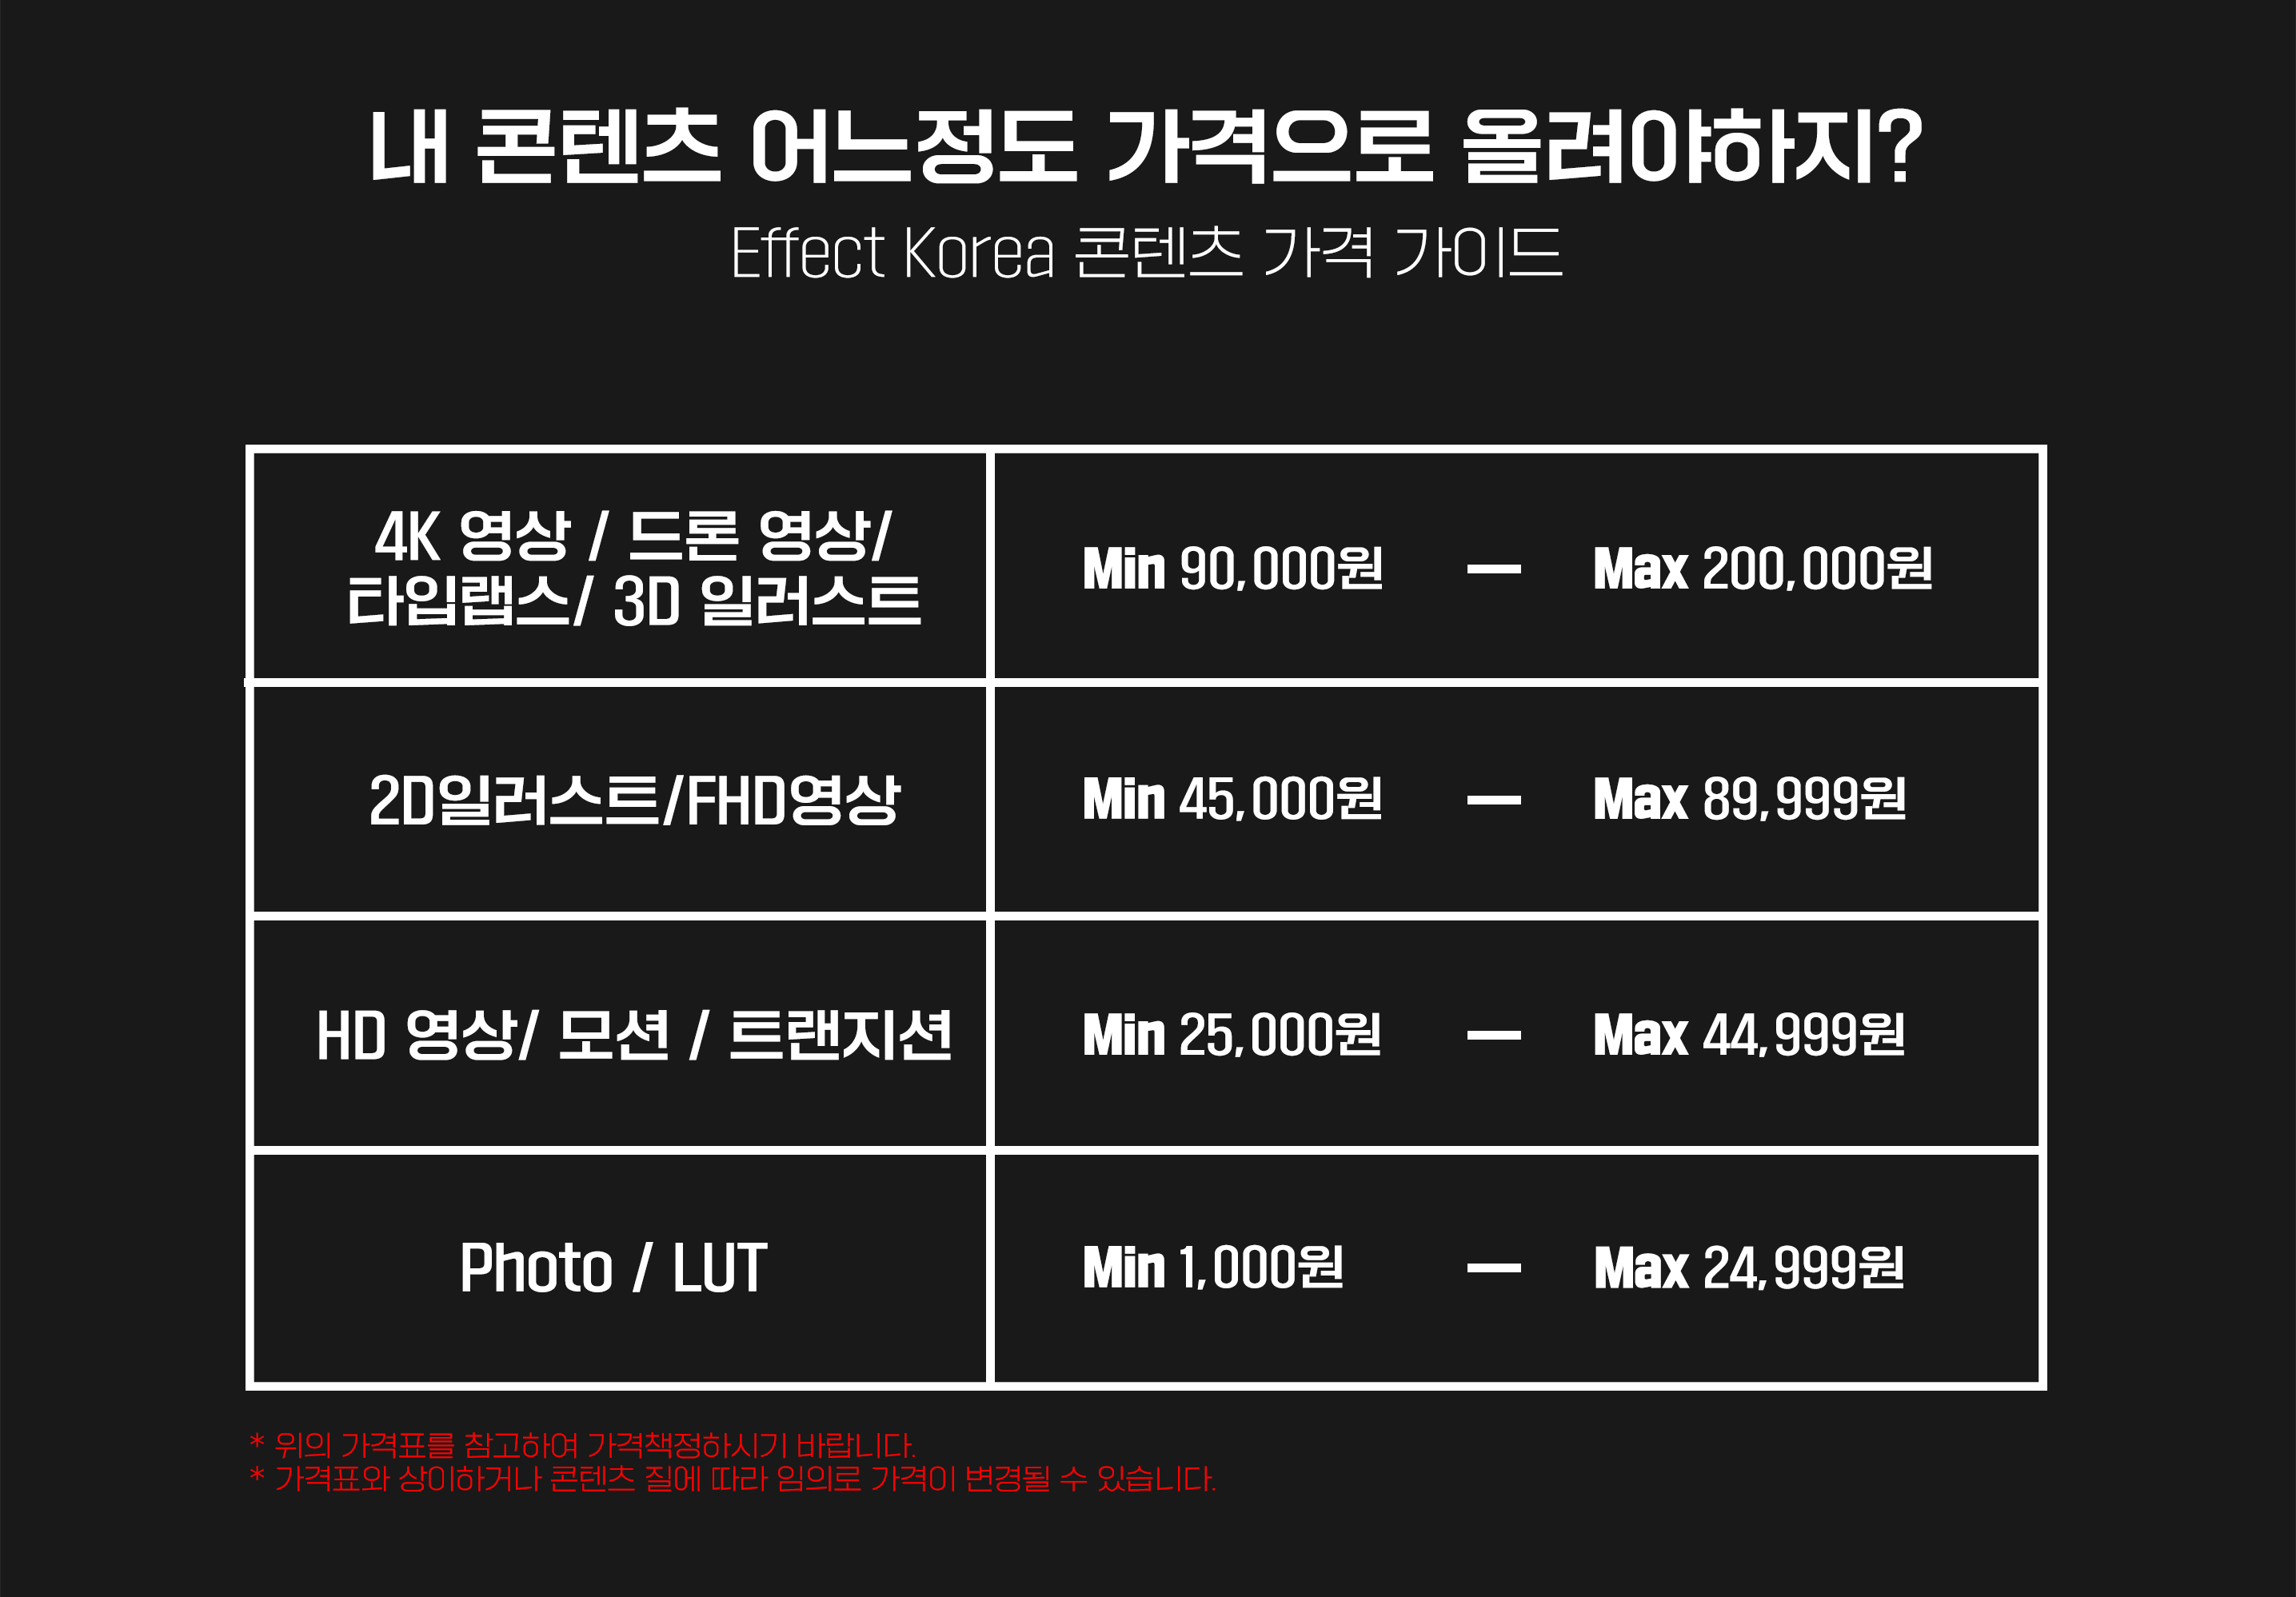 내 콘텐츠 어느정도 가격으로 올려야하지?
Effect Korea 콘텐츠 가격 가이드
4K 영상 / 드론 영상/
타임랩스/ 3D 일러스트
Min 90,000원 — Max 200,000원
2D일러스트/FHD영상
Min 45,000원 — Max 89,999원
HD 영상/ 모션 / 트랜지션
Min 25,000원 — Max 44,999원
Photo / LUT
Min 1,000원 — Max 24,999원
* 위의 가격표를 참고하여 가격책정하시기 바랍니다.
* 가격표와 상이하거나 콘텐츠 질에 따라 임의로 가격이 변경될 수 있습니다.